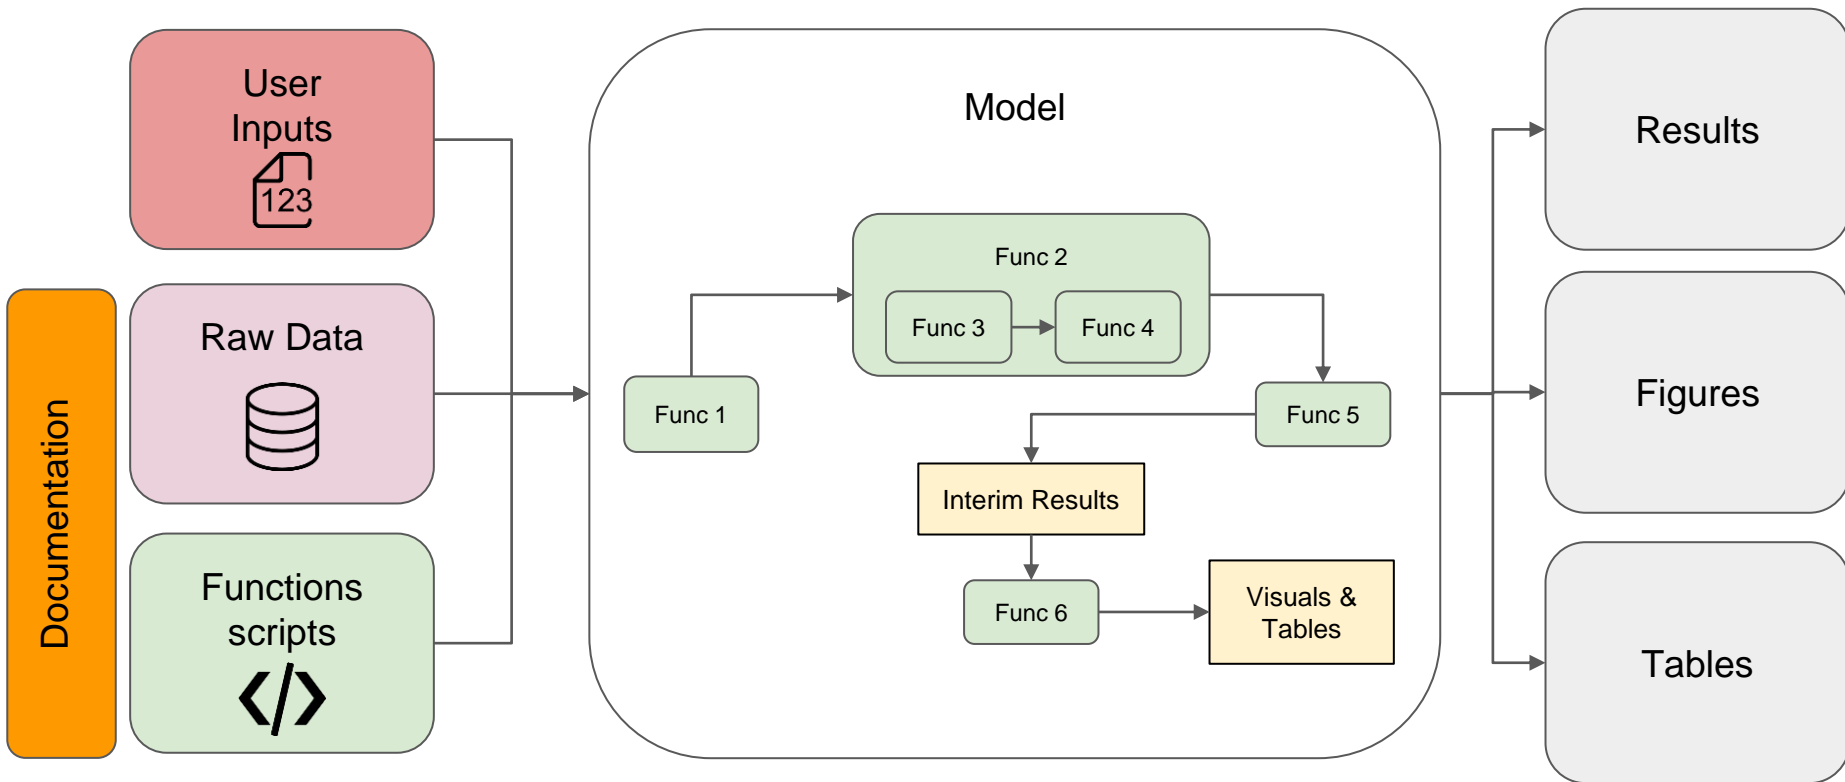 Documentation
User
Inputs
123
Raw Data
Functions
scripts
</>
Model
Func 1
Func 2
Func 3
Func 4
Func 5
Interim Results
Func 6
Visuals &
Tables
Results
Figures
Tables